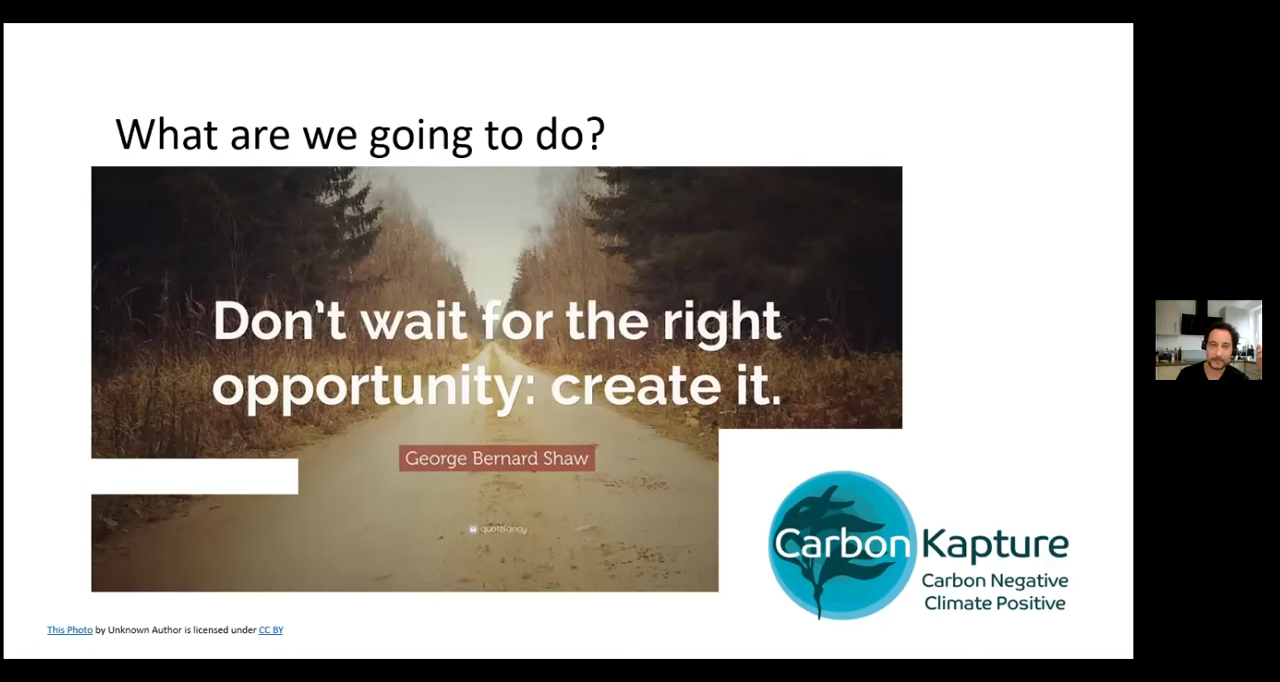 What are we going to do?
Don't wait for the right
opportunity: create it.
George Bernard Shaw
quotefancy
Carbon Kapture
Carbon Negative
Climate Positive
This Photo by Unknown Author is licensed under CC BY